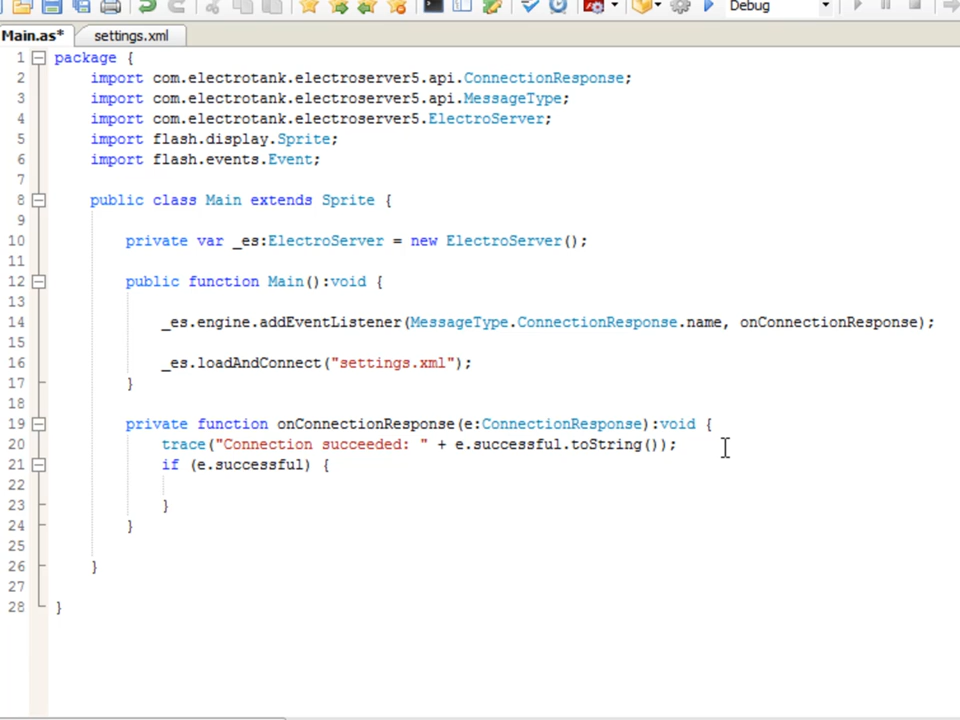 Debug
Main.as* settings.xml
1 package {
2 import com.electrotank.electroserver5.api.ConnectionResponse;
3 import com.electrotank.electroserver5.api.MessageType;
4 import com.electrotank.electroserver5.ElectroServer;
5 import flash.display.Sprite;
6 import flash.events.Event;
7
8 public class Main extends Sprite {
9
10 private var _es:ElectroServer = new ElectroServer();
11
12 public function Main():void {
13
14 _es.engine.addEventListener(MessageType.ConnectionResponse.name, onConnectionResponse);
15
16 _es.loadAndConnect("settings.xml");
17 }
18
19 private function onConnectionResponse(e:ConnectionResponse):void {
20 trace("Connection succeeded: " + e.successful.toString());
21 if (e.successful) {
22
23 }
24 }
25
26 }
27
28 }